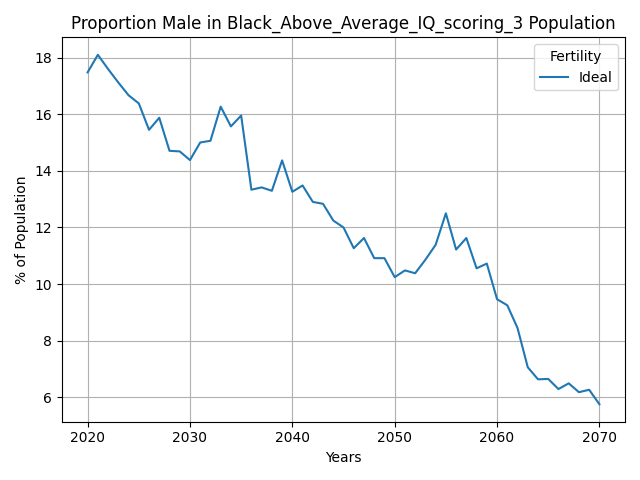 Proportion Male in Black_Above_Average_IQ_scoring_3 Population
Fertility
Ideal
% of Population
18
16
14
12
10
8
6
2020 2030 2040 2050 2060 2070
Years